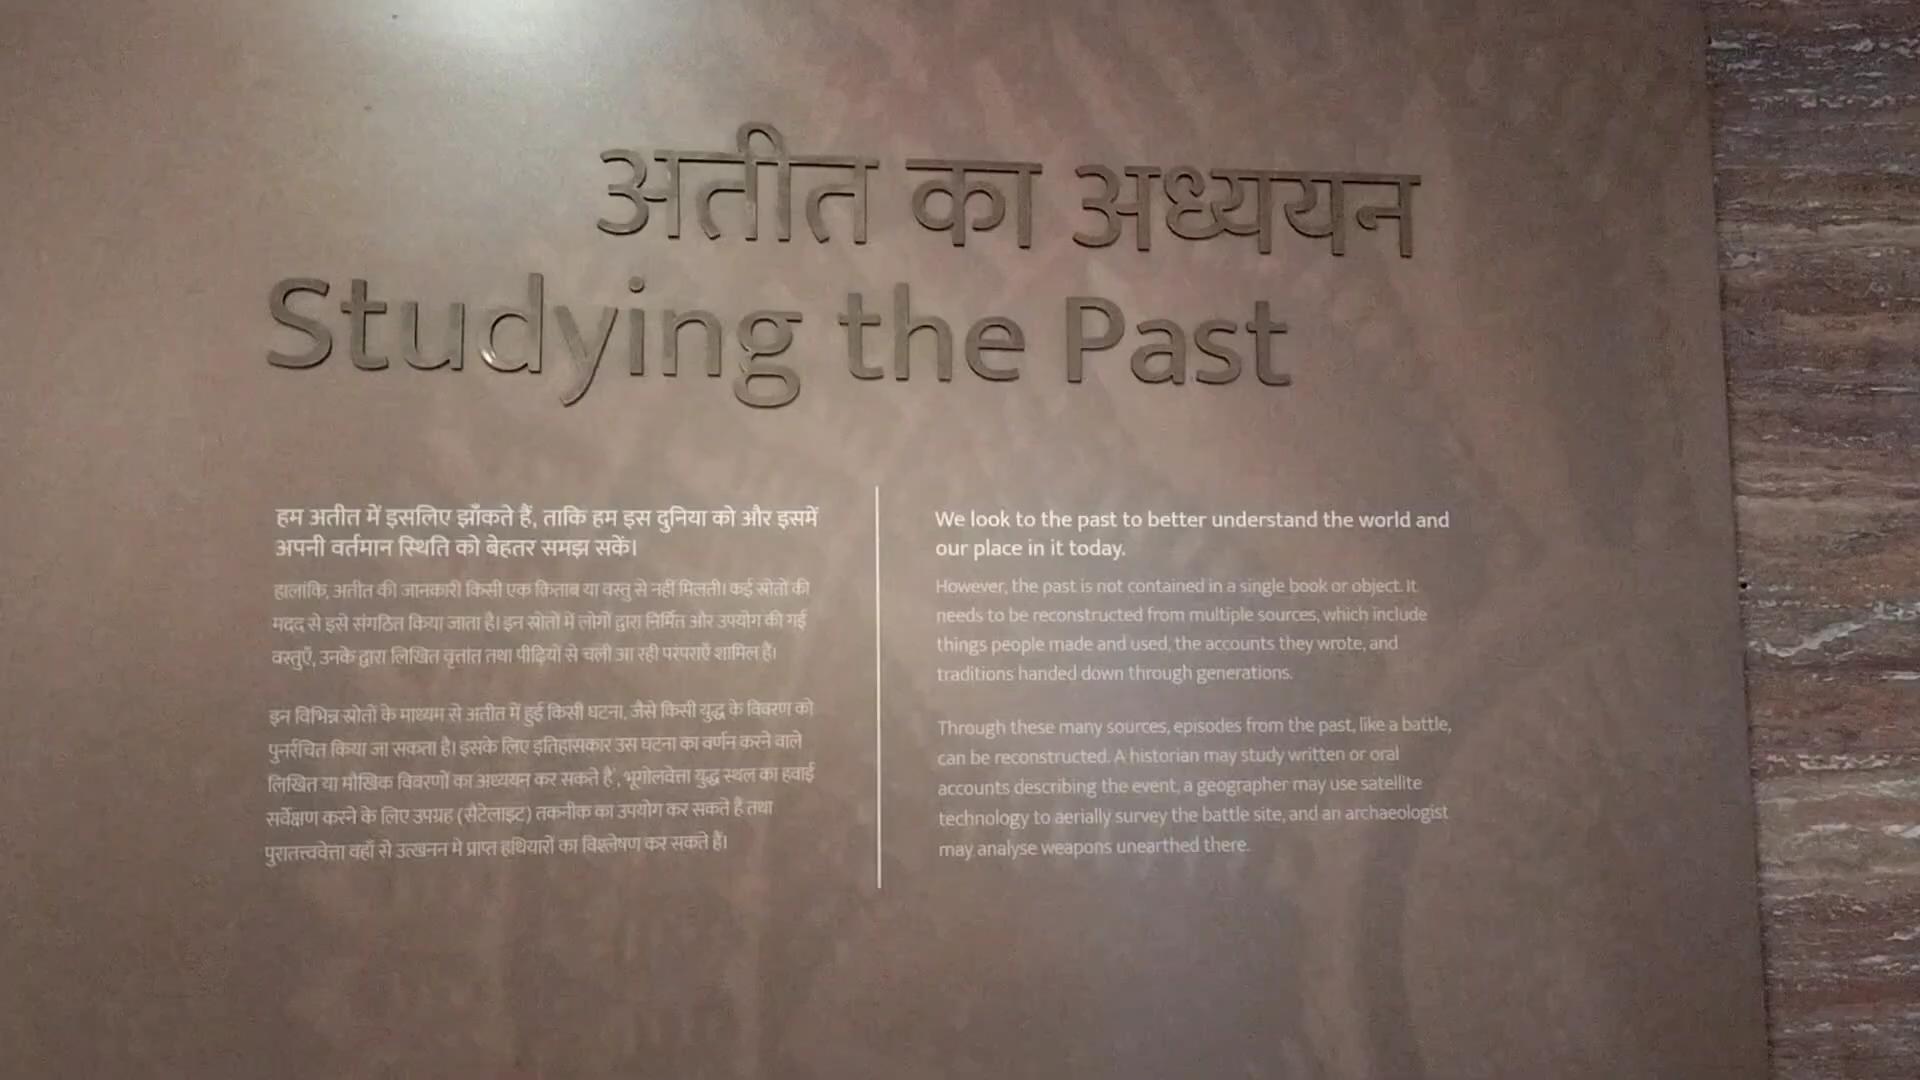 अतीत का अध्ययन
Studying the Past
हम अतीत में इसलिए झाँकते हैं, ताकि हम इस दुनिया को और इसमें
अपनी वर्तमान स्थिति को बेहतर समझ सकें।
हालांकि, अतीत की जानकारी किसी एक किताब या वस्तु से नहीं मिलती। कई स्रोतों की
मदद से इसे संगठित किया जाता है। इन स्रोतों में लोगों द्वारा निर्मित और उपयोग की गई
वस्तुएँ, उनके द्वारा लिखित वृत्तांत तथा पीढ़ियों से चली आ रही परंपराएँ शामिल हैं।
इन विभिन्न स्रोतों के माध्यम से अतीत में हुई किसी घटना, जैसे किसी युद्ध के विवरण को
पुनर्रचित किया जा सकता है। इसके लिए इतिहासकार उस घटना का वर्णन करने वाले
लिखित या मौखिक विवरणों का अध्ययन कर सकते हैं, भूगोलवेत्ता युद्ध स्थल का हवाई
सर्वेक्षण करने के लिए उपग्रह (सैटेलाइट) तकनीक का उपयोग कर सकते हैं तथा
पुरातत्त्ववेत्ता वहाँ से उत्खनन में प्राप्त हथियारों का विश्लेषण कर सकते हैं।
We look to the past to better understand the world and
our place in it today.
However, the past is not contained in a single book or object. It
needs to be reconstructed from multiple sources, which include
things people made and used, the accounts they wrote, and
traditions handed down through generations.
Through these many sources, episodes from the past, like a battle,
can be reconstructed. A historian may study written or oral
accounts describing the event, a geographer may use satellite
technology to aerially survey the battle site, and an archaeologist
may analyse weapons unearthed there.